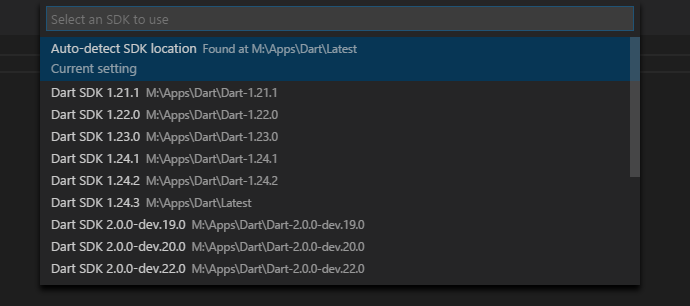 Select an SDK to use
Auto-detect SDK location Found at M:\Apps\Dart\Latest
Current setting
Dart SDK 1.21.1 M:\Apps\Dart\Dart-1.21.1
Dart SDK 1.22.0 M:\Apps\Dart\Dart-1.22.0
Dart SDK 1.23.0 M:\Apps\Dart\Dart-1.23.0
Dart SDK 1.24.1 M:\Apps\Dart\Dart-1.24.1
Dart SDK 1.24.2 M:\Apps\Dart\Dart-1.24.2
Dart SDK 1.24.3 M:\Apps\Dart\Latest
Dart SDK 2.0.0-dev.19.0 M:\Apps\Dart\Dart-2.0.0-dev.19.0
Dart SDK 2.0.0-dev.20.0 M:\Apps\Dart\Dart-2.0.0-dev.20.0
Dart SDK 2.0.0-dev.22.0 M:\Apps\Dart\Dart-2.0.0-dev.22.0